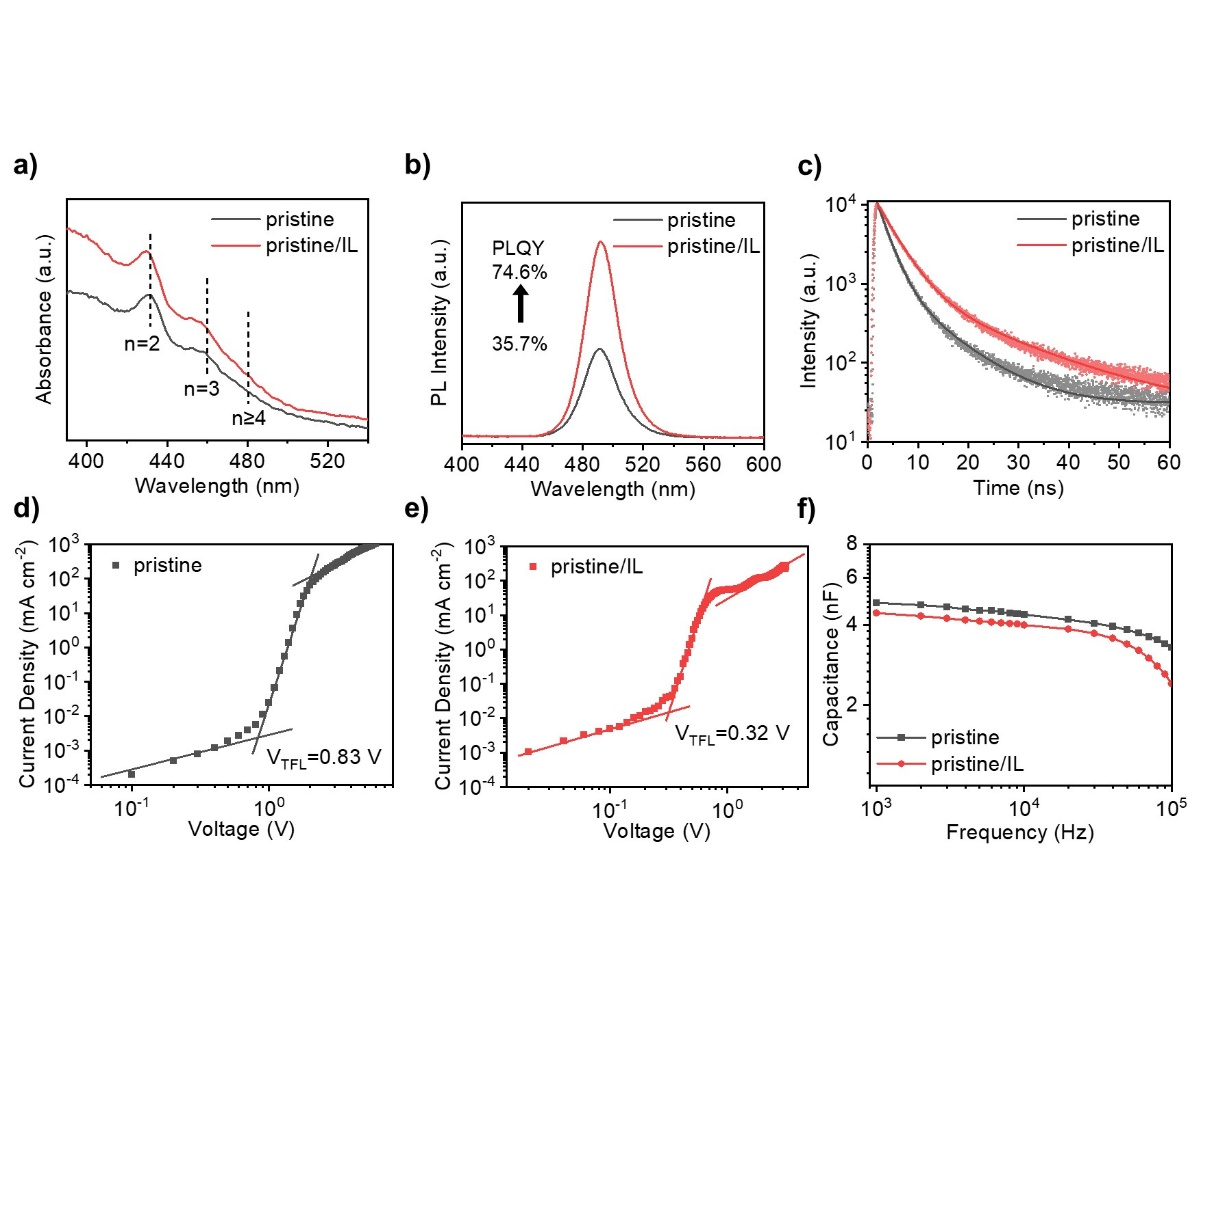 a)
pristine
pristine/IL
n=2
n=3
n≥4
Absorbance (a.u.)
400 440 480 520
Wavelength (nm)
b)
pristine
pristine/IL
PLQY
74.6%
35.7%
PL Intensity (a.u.)
400 440 480 520 560 600
Wavelength (nm)
c)
10⁴
pristine
pristine/IL
10³
10²
10¹
Intensity (a.u.)
0 10 20 30 40 50 60
Time (ns)
d)
10³
pristine
10²
10¹
10⁰
10⁻¹
10⁻²
10⁻³
10⁻⁴
V_TFL=0.83 V
Current Density (mA cm⁻²)
10⁻¹ 10⁰
Voltage (V)
e)
10³
pristine/IL
10²
10¹
10⁰
10⁻¹
10⁻²
10⁻³
10⁻⁴
V_TFL=0.32 V
Current Density (mA cm⁻²)
10⁻¹ 10⁰
Voltage (V)
f)
8
6
4
2
Capacitance (nF)
pristine
pristine/IL
10³ 10⁴ 10⁵
Frequency (Hz)